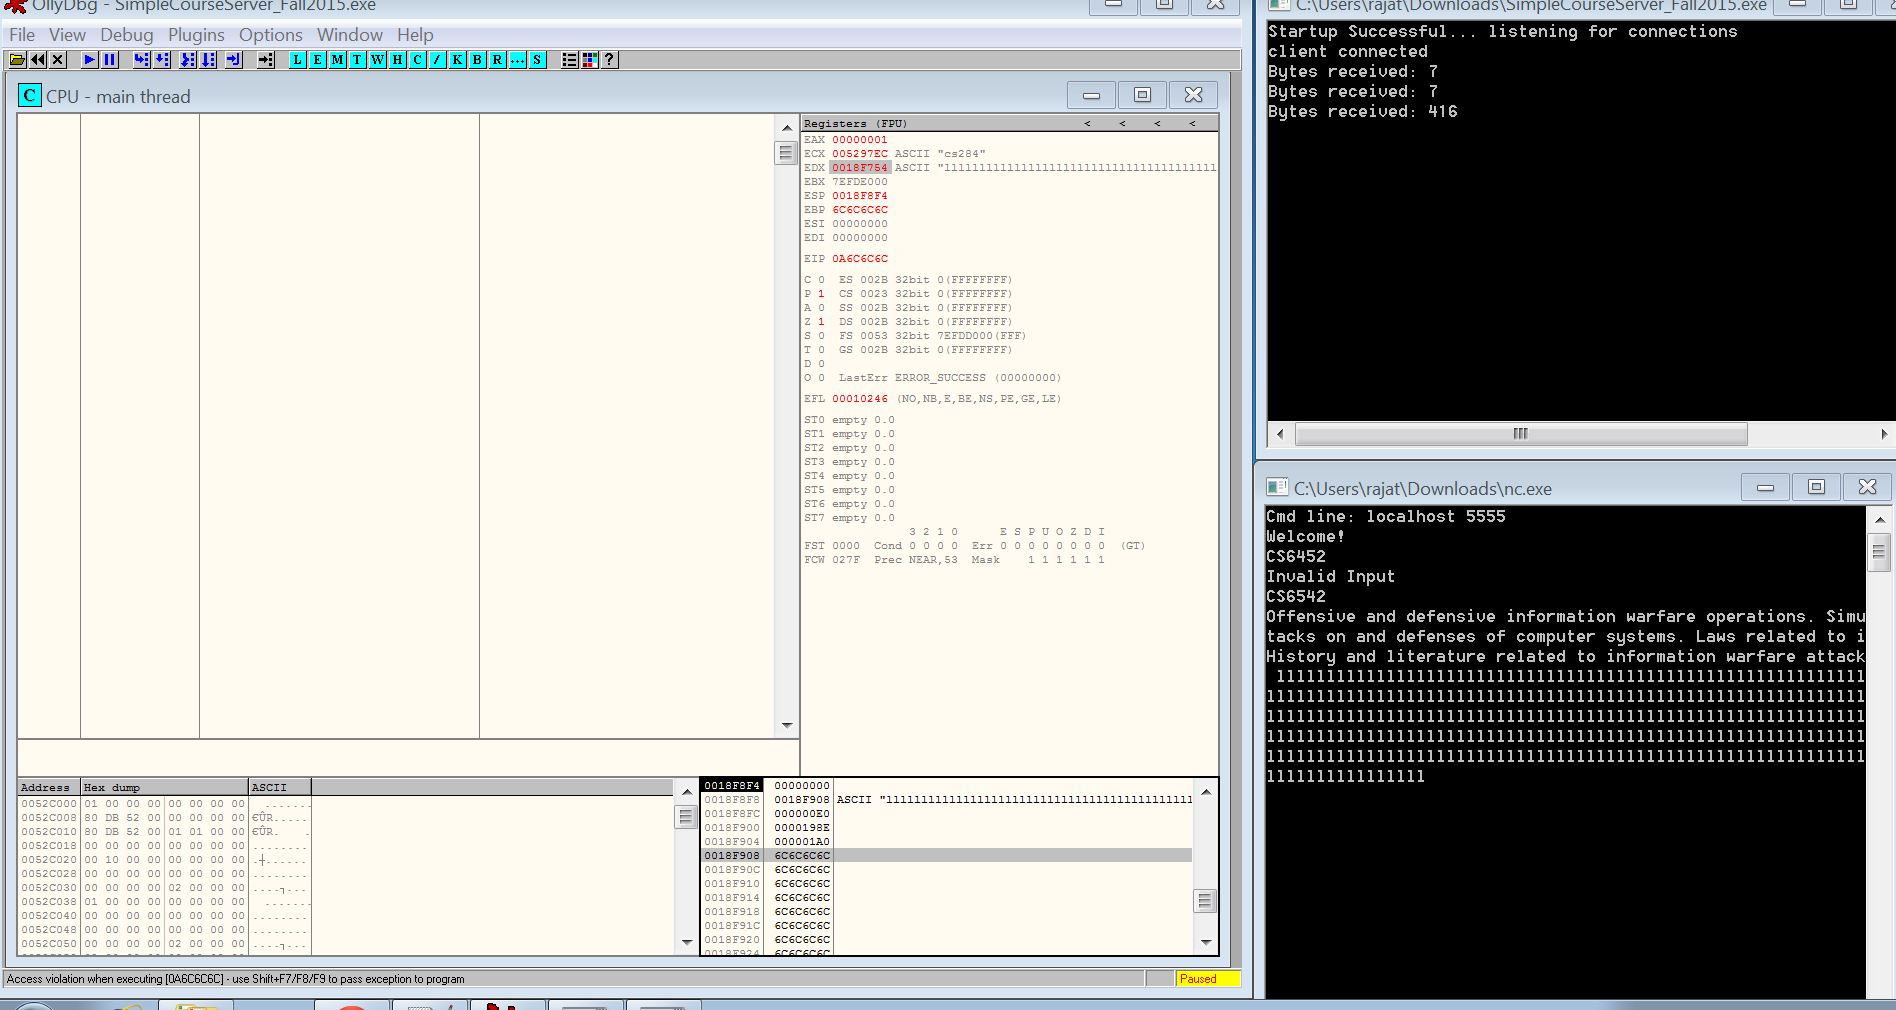 OllyDbg - SimpleCourseServer_Fall2015.exe
File View Debug Plugins Options Window Help
L E M T W H C / K B R ... S ?
C CPU - main thread
Registers (FPU) < < < <
EAX 00000001
ECX 005297EC ASCII "cs284"
EDX 0018F754 ASCII "lllllllllllllllllllllllllllllllllllllll
EBX 7EFDE000
ESP 0018F8F4
EBP 6C6C6C6C
ESI 00000000
EDI 00000000
EIP 0A6C6C6C
C 0 ES 002B 32bit 0(FFFFFFFF)
P 1 CS 0023 32bit 0(FFFFFFFF)
A 0 SS 002B 32bit 0(FFFFFFFF)
Z 1 DS 002B 32bit 0(FFFFFFFF)
S 0 FS 0053 32bit 7EFDD000(FFF)
T 0 GS 002B 32bit 0(FFFFFFFF)
D 0
O 0 LastErr ERROR_SUCCESS (00000000)
EFL 00010246 (NO,NB,E,BE,NS,PE,GE,LE)
ST0 empty 0.0
ST1 empty 0.0
ST2 empty 0.0
ST3 empty 0.0
ST4 empty 0.0
ST5 empty 0.0
ST6 empty 0.0
ST7 empty 0.0
3 2 1 0 E S P U O Z D I
FST 0000 Cond 0 0 0 0 Err 0 0 0 0 0 0 0 0 (GT)
FCW 027F Prec NEAR,53 Mask 1 1 1 1 1 1
Address Hex dump ASCII
0052C000 01 00 00 00 00 00 00 00 .......
0052C008 80 DB 52 00 00 00 00 00 €ÛR.....
0052C010 80 DB 52 00 01 01 00 00 €ÛR. .
0052C018 00 00 00 00 00 00 00 00 ........
0052C020 00 10 00 00 00 00 00 00 .┼......
0052C028 00 00 00 00 00 00 00 00 ........
0052C030 00 00 00 00 02 00 00 00 ....┐...
0052C038 01 00 00 00 00 00 00 00 .......
0052C040 00 00 00 00 00 00 00 00 ........
0052C048 00 00 00 00 00 00 00 00 ........
0052C050 00 00 00 00 02 00 00 00 ....┐...
0018F8F4 00000000
0018F8F8 0018F908 ASCII "llllllllllllllllllllllllllllllllllllllllllll
0018F8FC 000000E0
0018F900 0000198E
0018F904 000001A0
0018F908 6C6C6C6C
0018F90C 6C6C6C6C
0018F910 6C6C6C6C
0018F914 6C6C6C6C
0018F918 6C6C6C6C
0018F91C 6C6C6C6C
0018F920 6C6C6C6C
0018F924 6C6C6C6C
Access violation when executing [0A6C6C6C] - use Shift+F7/F8/F9 to pass exception to program
Paused
C:\Users\rajat\Downloads\SimpleCourseServer_Fall2015.exe
Startup Successful... listening for connections
client connected
Bytes received: 7
Bytes received: 7
Bytes received: 416
C:\Users\rajat\Downloads\nc.exe
Cmd line: localhost 5555
Welcome!
CS6452
Invalid Input
CS6542
Offensive and defensive information warfare operations. Simu
tacks on and defenses of computer systems. Laws related to i
History and literature related to information warfare attack
lllllllllllllllllllllllllllllllllllllllllllllllllllllllllll
llllllllllllllllllllllllllllllllllllllllllllllllllllllllllll
llllllllllllllllllllllllllllllllllllllllllllllllllllllllllll
llllllllllllllllllllllllllllllllllllllllllllllllllllllllllll
llllllllllllllllllllllllllllllllllllllllllllllllllllllllllll
llllllllllllllll